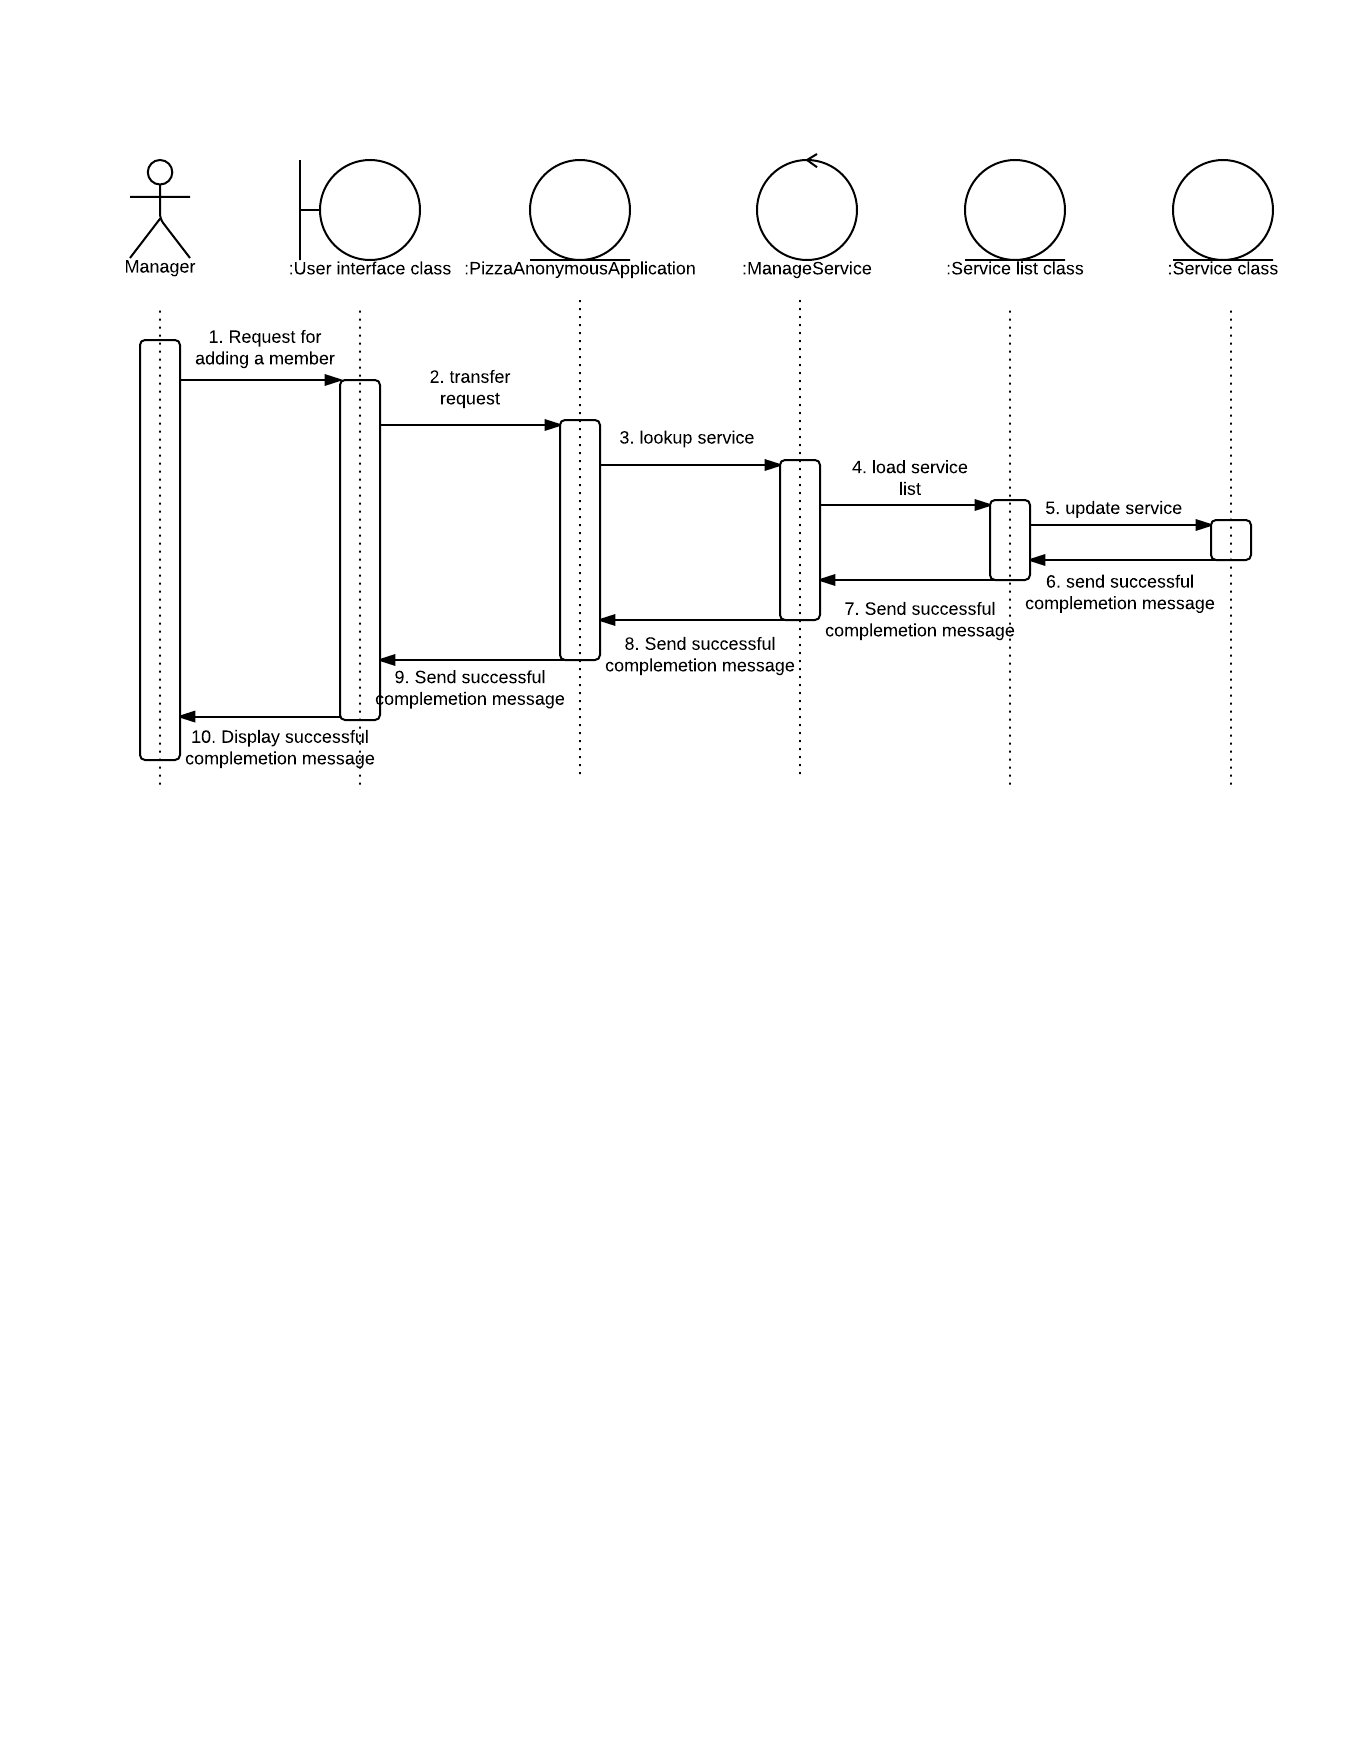 Manager
:User interface class
:PizzaAnonymousApplication
:ManageService
:Service list class
:Service class
1. Request for
adding a member
2. transfer
request
3. lookup service
4. load service
list
5. update service
6. send successful
complemetion message
7. Send successful
complemetion message
8. Send successful
complemetion message
9. Send successful
complemetion message
10. Display successful
complemetion message